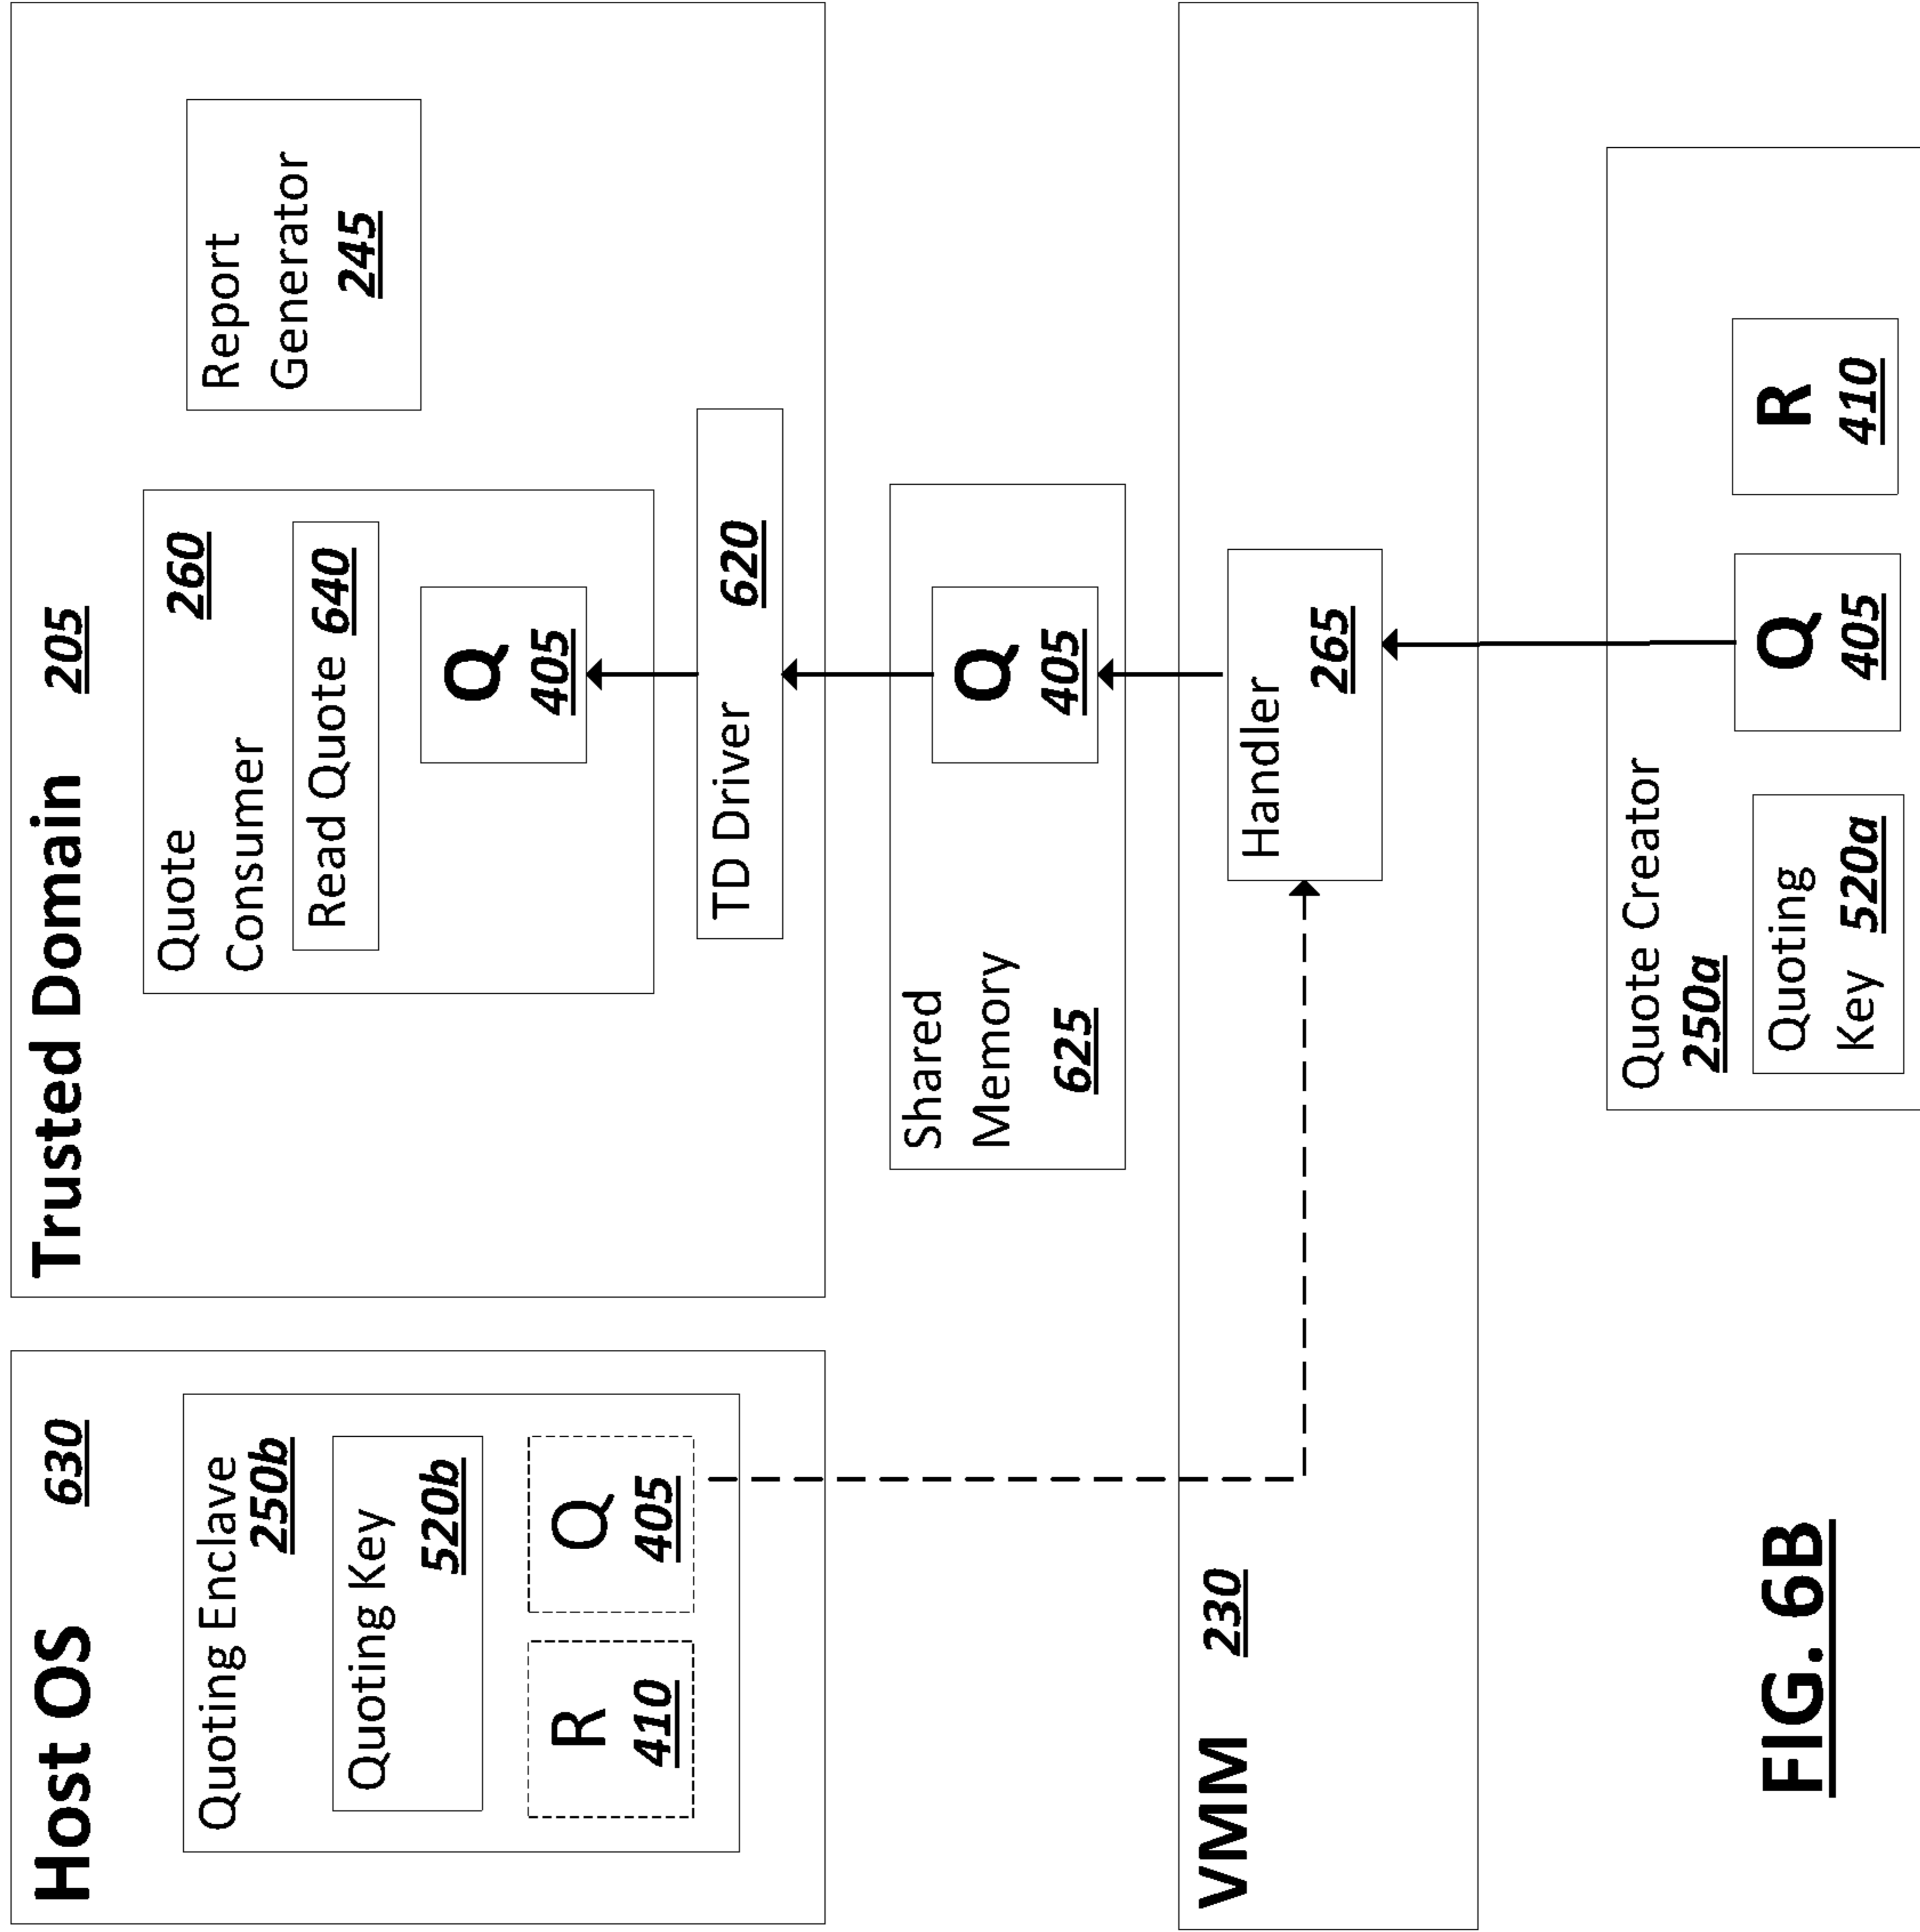 Host OS 630
Quoting Enclave
250b
Quoting Key
520b
R
410
Q
405
Trusted Domain 205
Quote
Consumer
260
Read Quote 640
Q
405
Report
Generator
245
TD Driver 620
Shared
Memory
625
Q
405
VMM 230
Handler
265
Quote Creator
250a
Quoting
Key 520a
Q
405
R
410
FIG. 6B